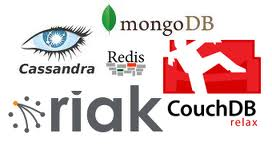 mongoDB
Cassandra
Redis
riak
CouchDB
relax